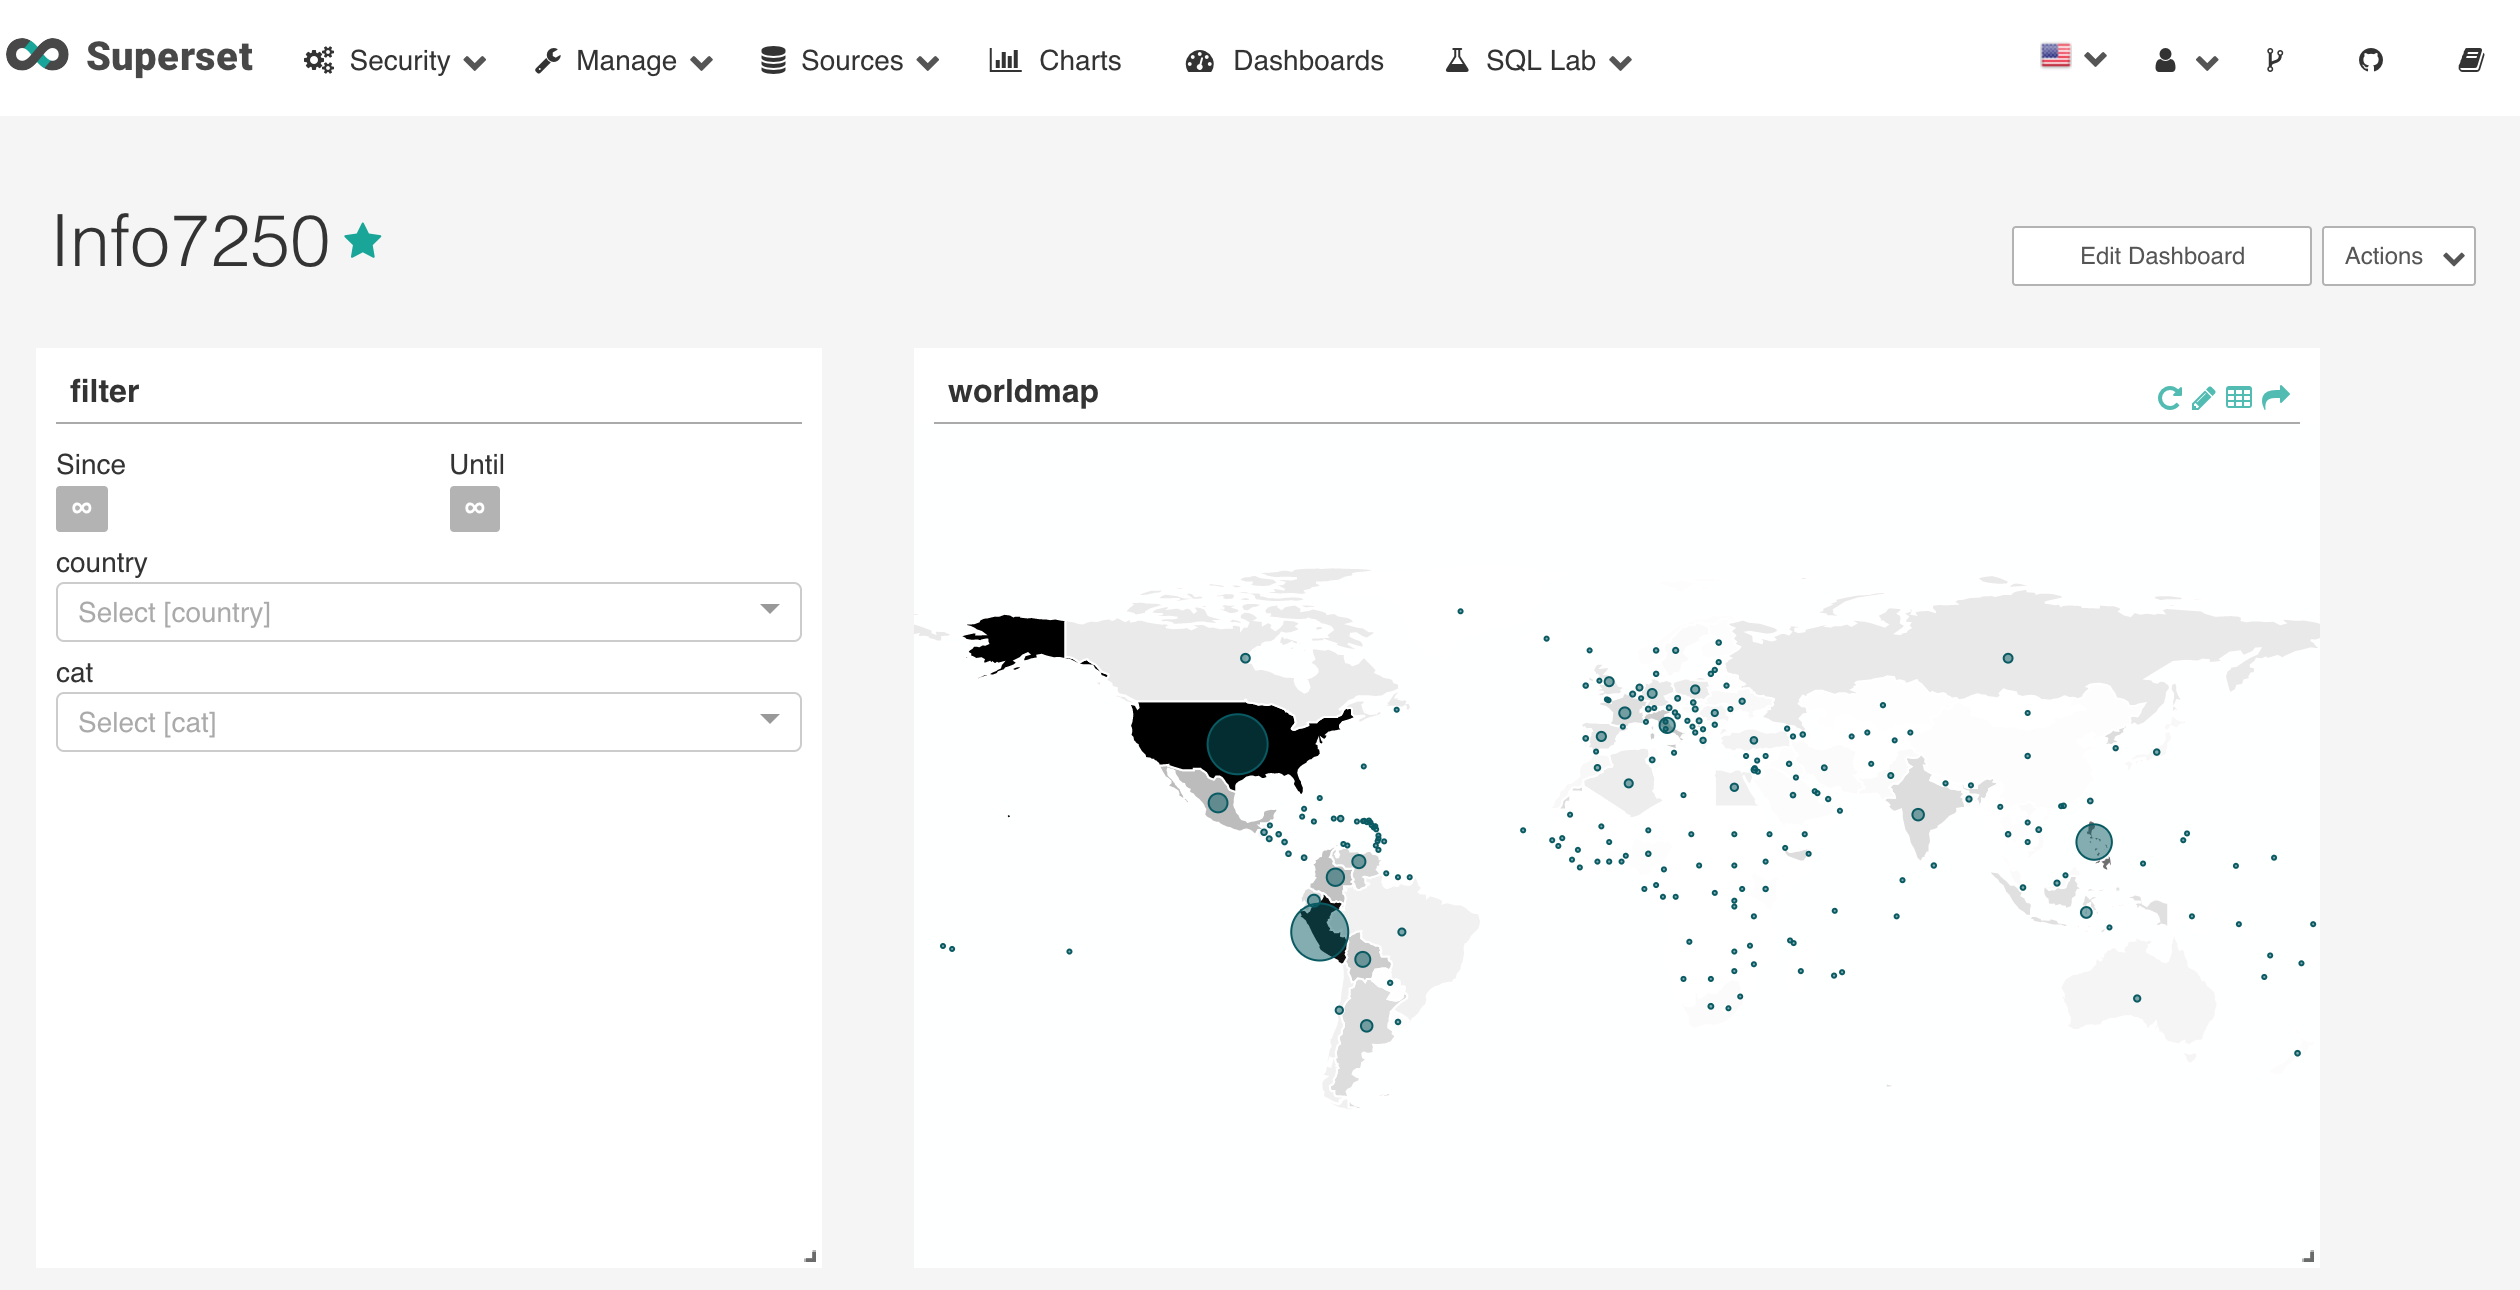 Superset Security Manage Sources Charts Dashboards SQL Lab
Info7250
Edit Dashboard Actions
filter
Since Until
∞ ∞
country
Select [country]
cat
Select [cat]
worldmap